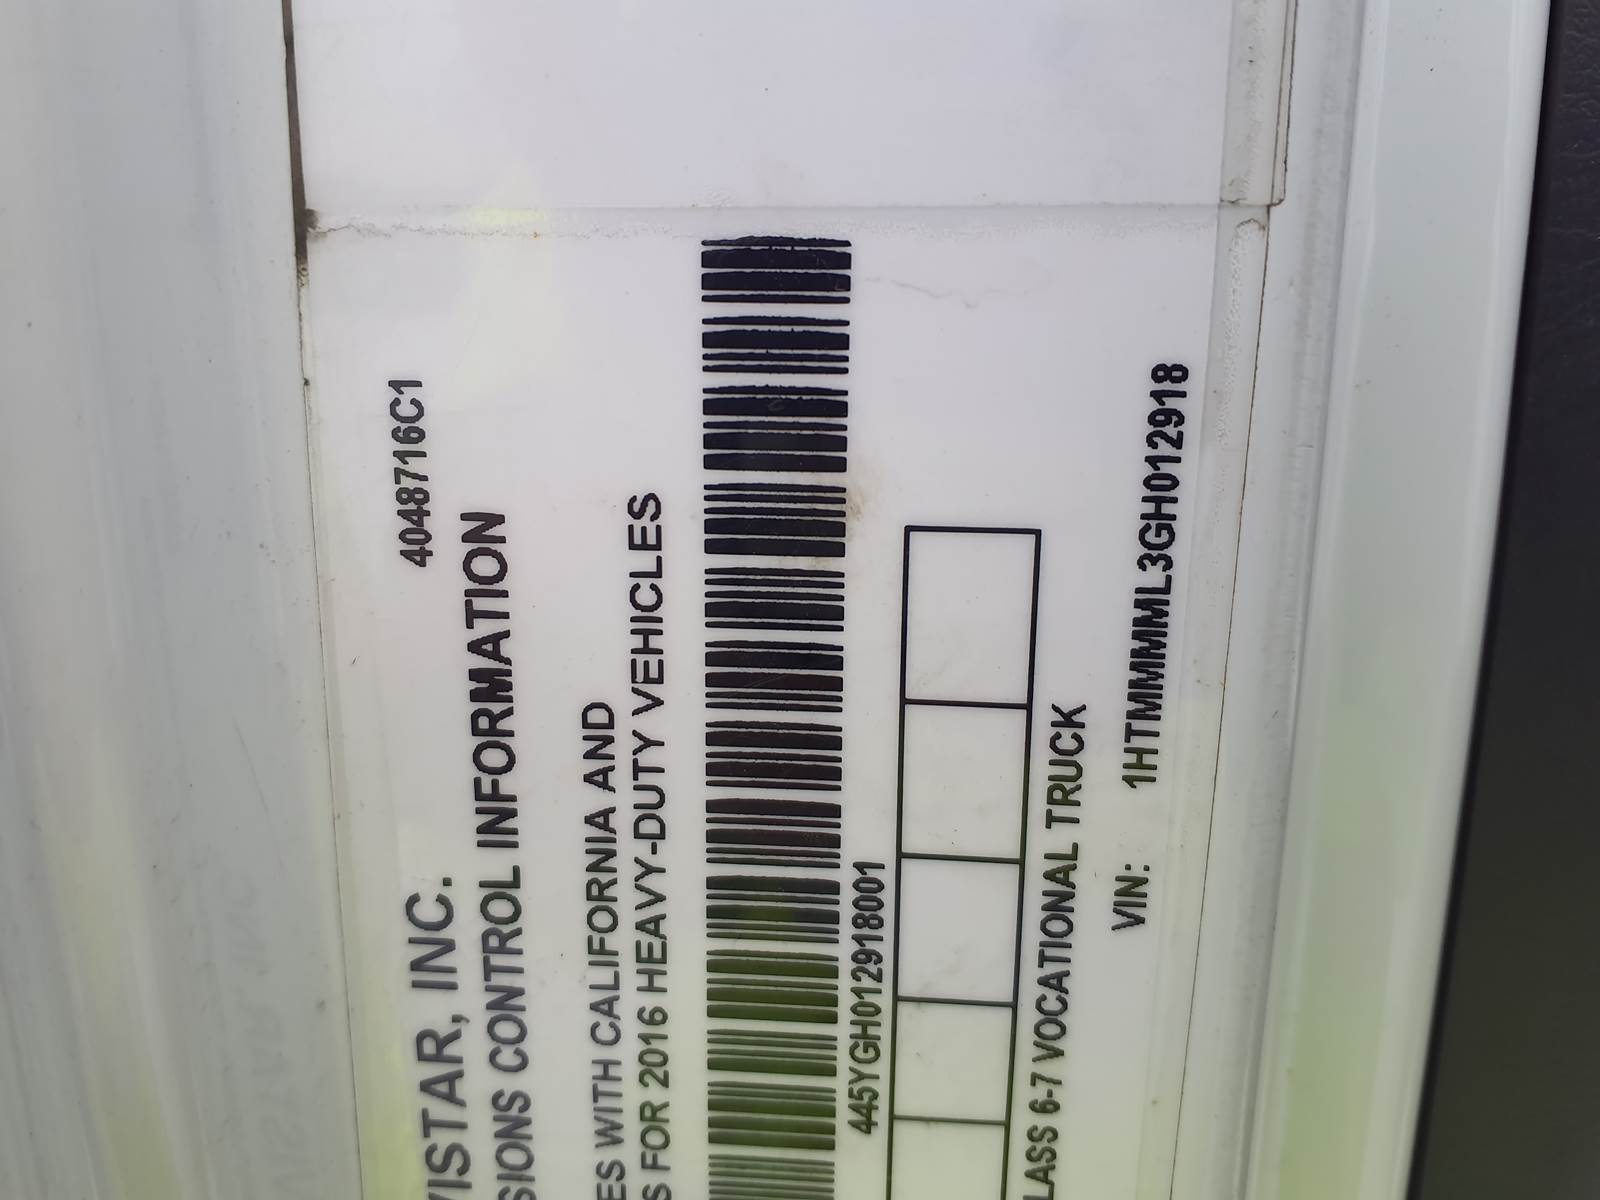 4048716C1
VISTAR, INC.
SIONS CONTROL INFORMATION
ES WITH CALIFORNIA AND
S FOR 2016 HEAVY-DUTY VEHICLES
445YGH012918001
LASS 6-7 VOCATIONAL TRUCK
VIN: 1HTMMMML3GH012918